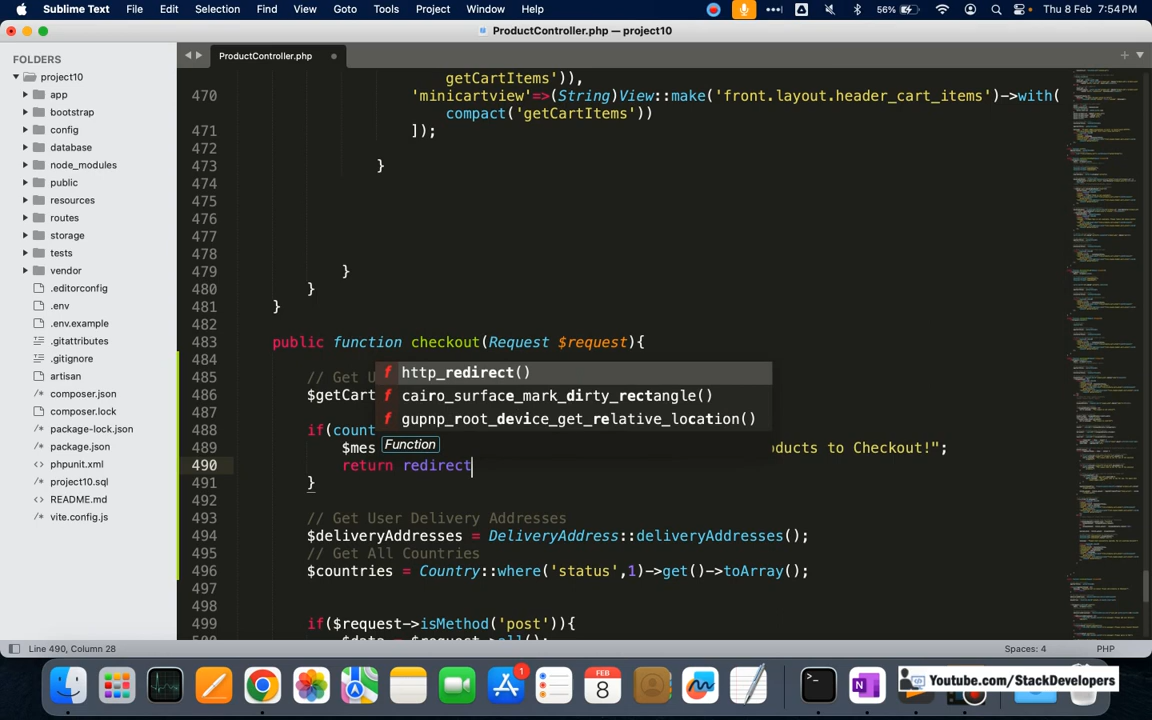 Sublime Text File Edit Selection Find View Goto Tools Project Window Help 56% Thu 8 Feb 7:54 PM
ProductController.php — project10
FOLDERS
project10
app
bootstrap
config
database
node_modules
public
resources
routes
storage
tests
vendor
.editorconfig
.env
.env.example
.gitattributes
.gitignore
artisan
composer.json
composer.lock
package-lock.json
package.json
phpunit.xml
project10.sql
README.md
vite.config.js
ProductController.php
getCartItems')),
470 'minicartview'=>(String)View::make('front.layout.header_cart_items')->with(
compact('getCartItems'))
471 ]);
472
473 }
474
475
476
477
478
479 }
480 }
481 }
482
483 public function checkout(Request $request){
484
485 // Get U
486 $getCart
487
488 if(count
489 $mes oducts to Checkout!";
490 return redirect
491 }
492
493 // Get User Delivery Addresses
494 $deliveryAddresses = DeliveryAddress::deliveryAddresses();
495 // Get All Countries
496 $countries = Country::where('status',1)->get()->toArray();
497
498
499 if($request->isMethod('post')){
f http_redirect()
f cairo_surface_mark_dirty_rectangle()
f gupnp_root_device_get_relative_location()
Function
Line 490, Column 28 Spaces: 4 PHP
FEB
8
1
Youtube.com/StackDevelopers